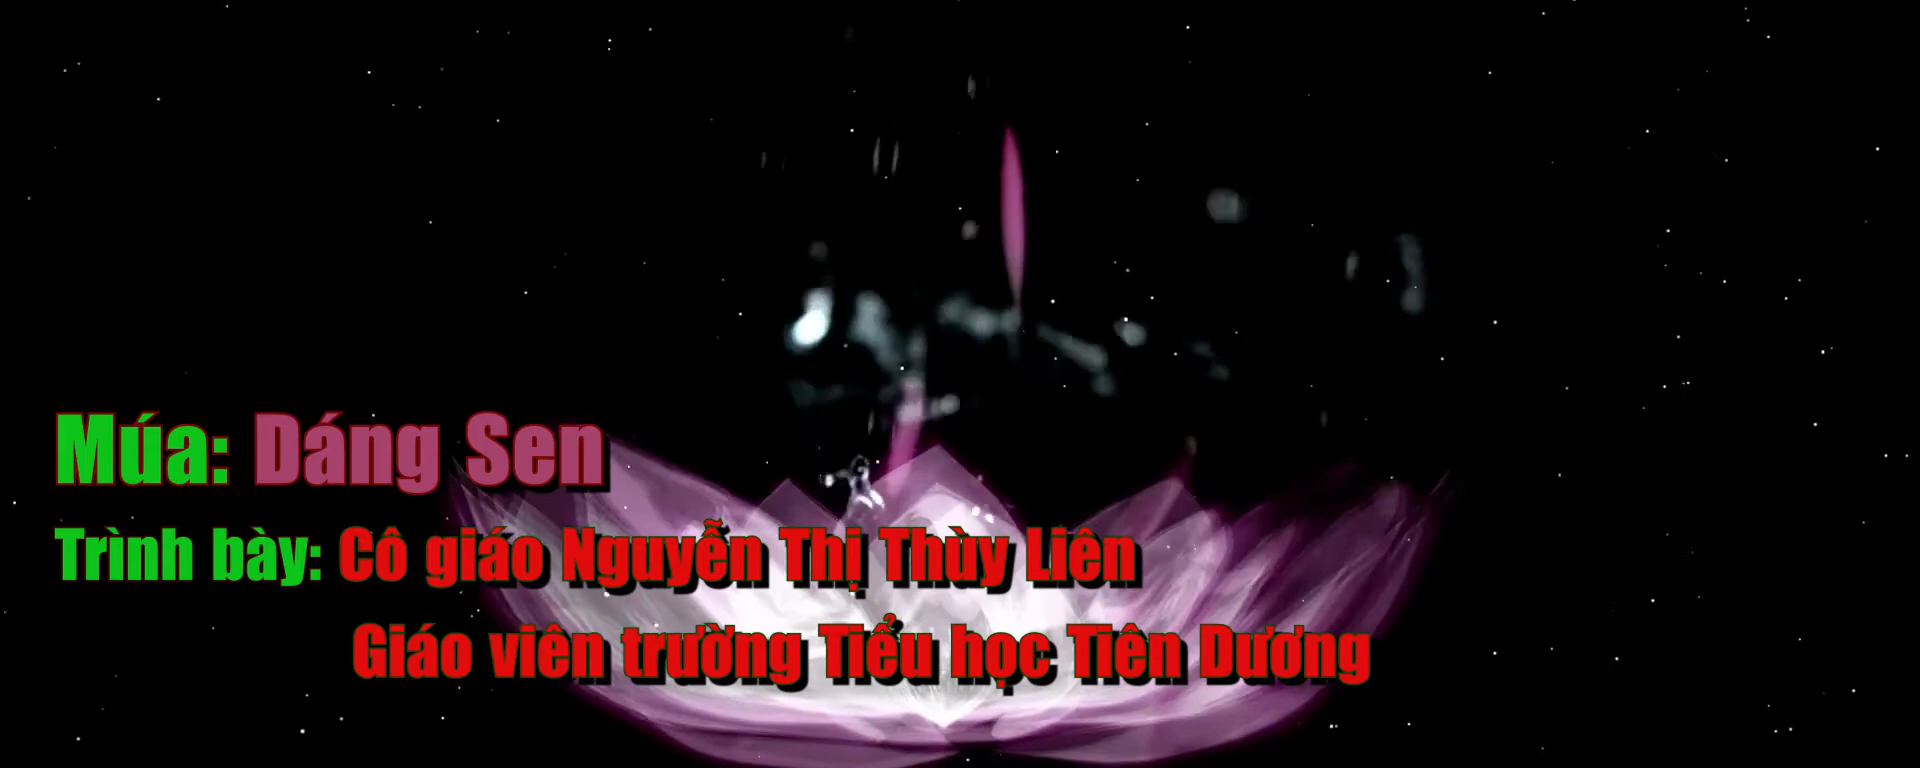 Múa: Dáng Sen
Trình bày: Cô giáo Nguyễn Thị Thùy Liên
Giáo viên trường Tiểu học Tiên Dương